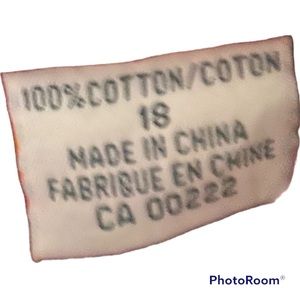 100%COTTON/COTON
18
MADE IN CHINA
FABRIQUE EN CHINE
CA 00222
PhotoRoom®